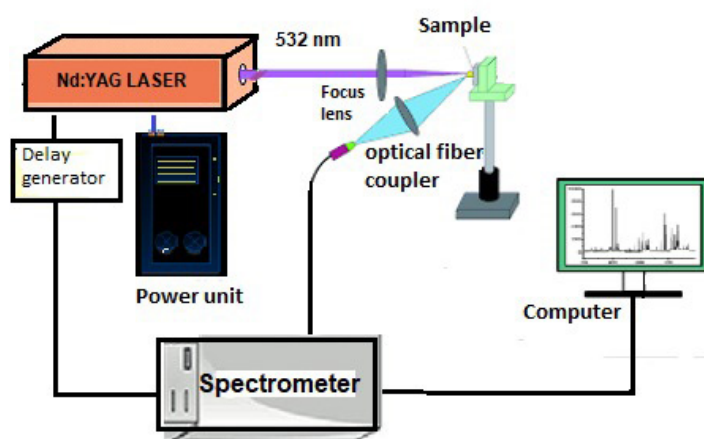 532 nm
Sample
Nd:YAG LASER
Focus
lens
optical fiber
coupler
Delay
generator
Power unit
Computer
Spectrometer